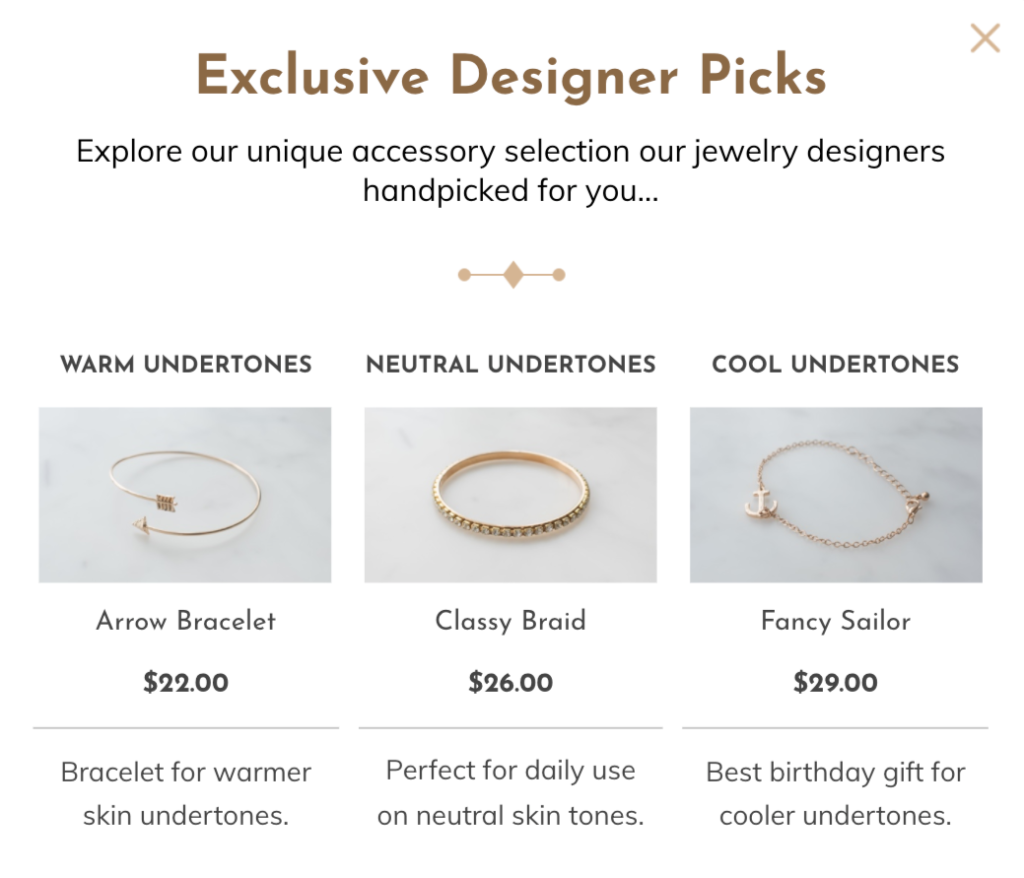 Exclusive Designer Picks
Explore our unique accessory selection our jewelry designers
handpicked for you...
WARM UNDERTONES
Arrow Bracelet
$22.00
Bracelet for warmer
skin undertones.
NEUTRAL UNDERTONES
Classy Braid
$26.00
Perfect for daily use
on neutral skin tones.
COOL UNDERTONES
Fancy Sailor
$29.00
Best birthday gift for
cooler undertones.